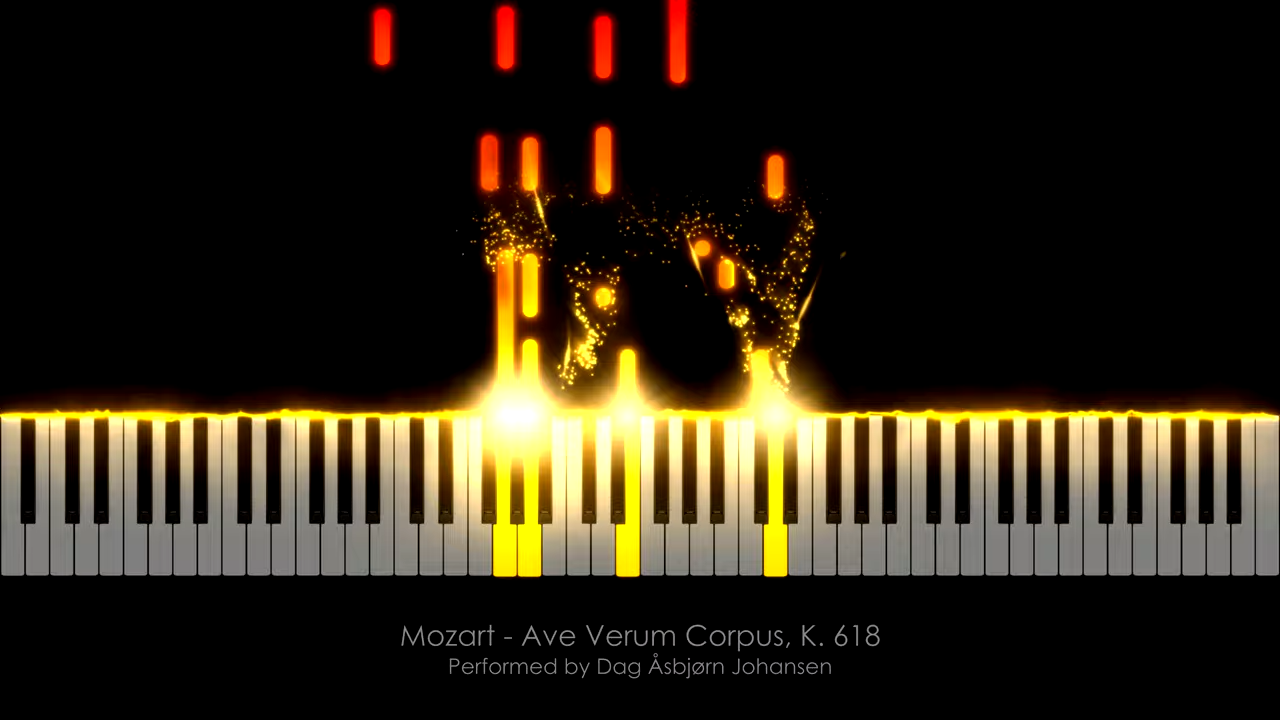 Mozart - Ave Verum Corpus, K. 618
Performed by Dag Åsbjørn Johansen